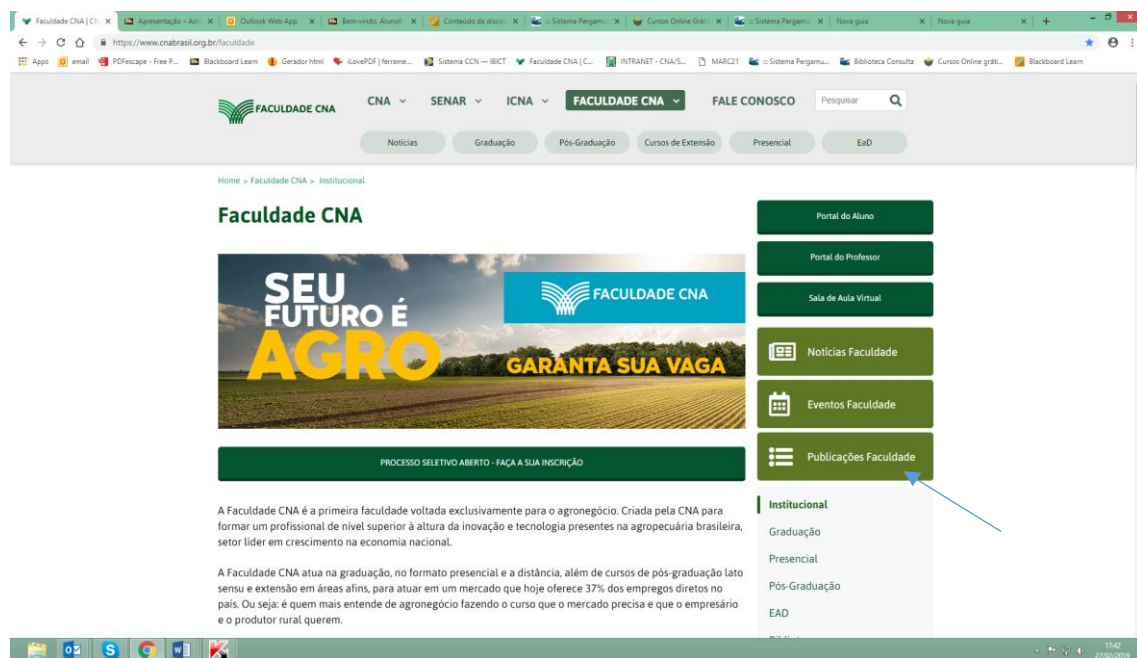 Faculdade CNA | C
Apresentação – Adm
Outlook Web App
Bem-vindo, Aluno!
Conteúdo da discip
:: Sistema Pergamu
Cursos Online Grát
:: Sistema Pergamu
Nova guia
Nova guia
https://www.cnabrasil.org.br/faculdade
Apps
email
PDFescape - Free P...
Blackboard Learn
Gerador html
iLovePDF | ferrame...
Sistema CCN — IBICT
Faculdade CNA | C...
INTRANET - CNA/S...
MARC21
::: Sistema Pergamu...
Biblioteca Consulta
Cursos Online gráti...
Blackboard Learn
FACULDADE CNA
CNA
SENAR
ICNA
FACULDADE CNA
FALE CONOSCO
Pesquisar
Notícias
Graduação
Pós-Graduação
Cursos de Extensão
Presencial
EaD
Home > Faculdade CNA > Institucional
Faculdade CNA
SEU
FUTURO É
AGRO
FACULDADE CNA
GARANTA SUA VAGA
PROCESSO SELETIVO ABERTO - FAÇA A SUA INSCRIÇÃO
A Faculdade CNA é a primeira faculdade voltada exclusivamente para o agronegócio. Criada pela CNA para
formar um profissional de nível superior à altura da inovação e tecnologia presentes na agropecuária brasileira,
setor líder em crescimento na economia nacional.
A Faculdade CNA atua na graduação, no formato presencial e a distância, além de cursos de pós-graduação lato
sensu e extensão em áreas afins, para atuar em um mercado que hoje oferece 37% dos empregos diretos no
país. Ou seja: é quem mais entende de agronegócio fazendo o curso que o mercado precisa e que o empresário
e o produtor rural querem.
Portal do Aluno
Portal do Professor
Sala de Aula Virtual
Notícias Faculdade
Eventos Faculdade
Publicações Faculdade
Institucional
Graduação
Presencial
Pós-Graduação
EAD
17:42
27/02/2019